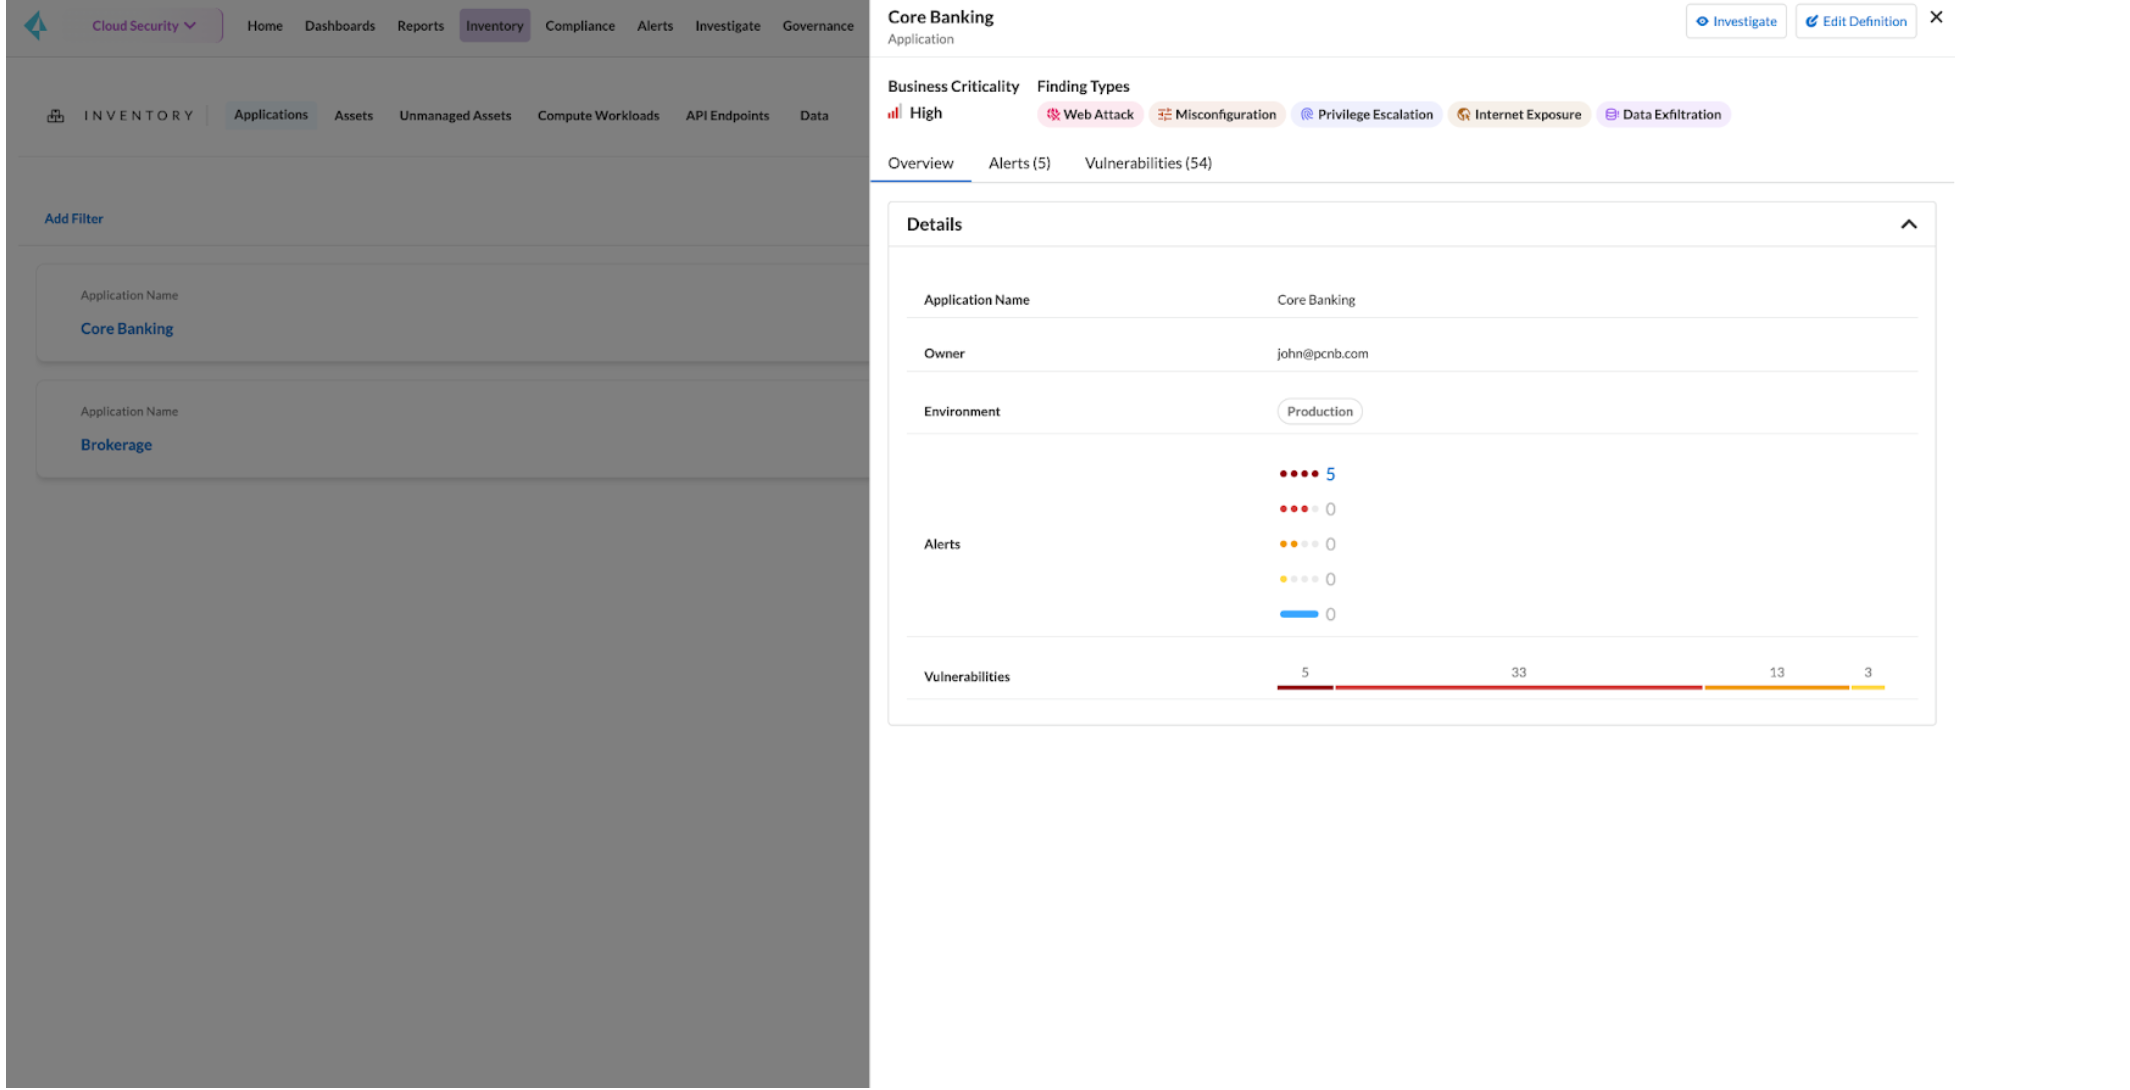 Cloud Security
Home
Dashboards
Reports
Inventory
Compliance
Alerts
Investigate
Governance
INVENTORY
Applications
Assets
Unmanaged Assets
Compute Workloads
API Endpoints
Data
Add Filter
Application Name
Core Banking
Application Name
Brokerage
Core Banking
Application
Investigate
Edit Definition
Business Criticality
High
Finding Types
Web Attack
Misconfiguration
Privilege Escalation
Internet Exposure
Data Exfiltration
Overview
Alerts (5)
Vulnerabilities (54)
Details
Application Name
Core Banking
Owner
john@pcnb.com
Environment
Production
Alerts
5
0
0
0
0
Vulnerabilities
5
33
13
3